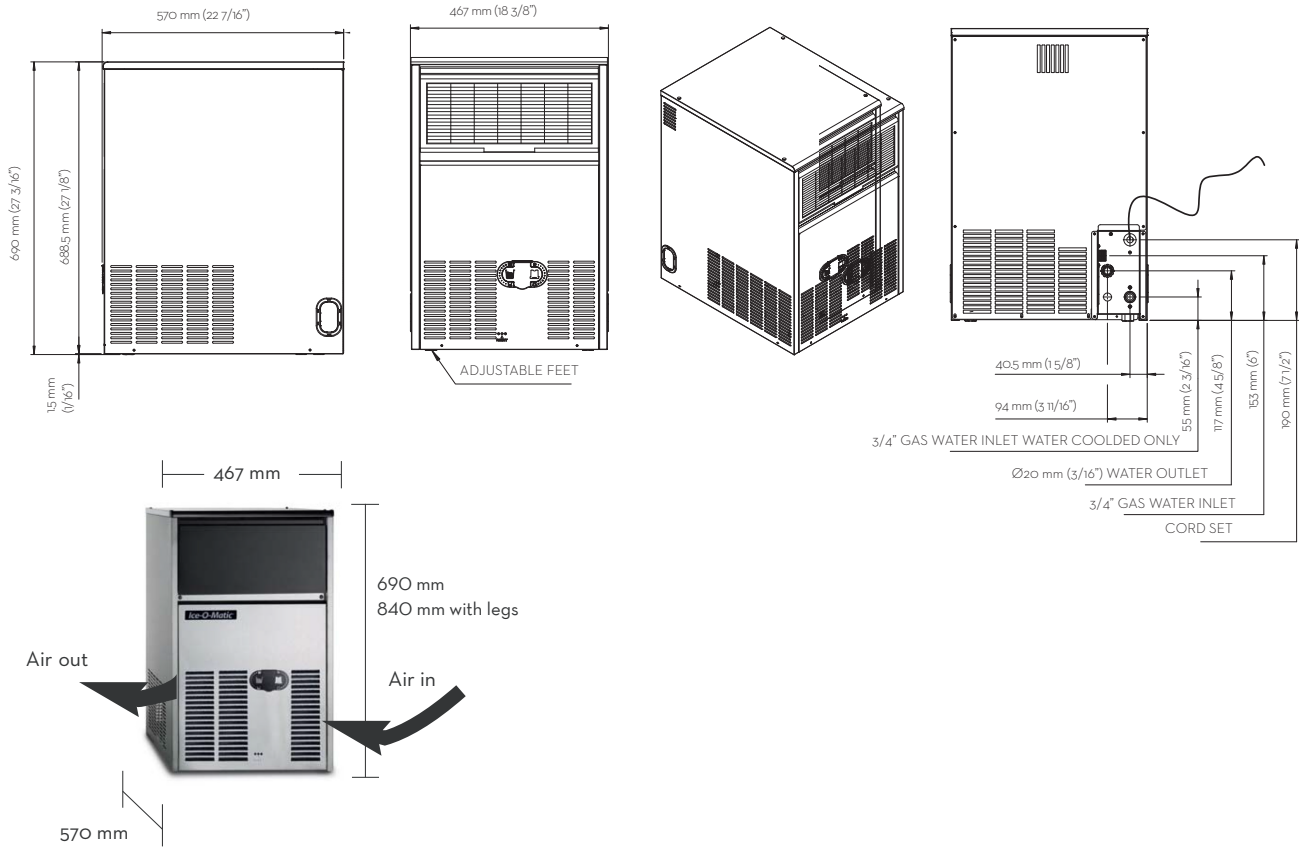 570 mm (22 7/16")
467 mm (18 3/8")
690 mm (27 3/16")
688.5 mm (27 1/8")
1.5 mm
(1/16")
ADJUSTABLE FEET
40.5 mm (1 5/8")
94 mm (3 11/16")
55 mm (2 3/16")
117 mm (4 5/8")
153 mm (6")
190 mm (7 1/2")
3/4" GAS WATER INLET WATER COOLDED ONLY
Ø20 mm (3/16") WATER OUTLET
3/4" GAS WATER INLET
CORD SET
467 mm
690 mm
840 mm with legs
Ice-O-Matic
Air out
Air in
570 mm